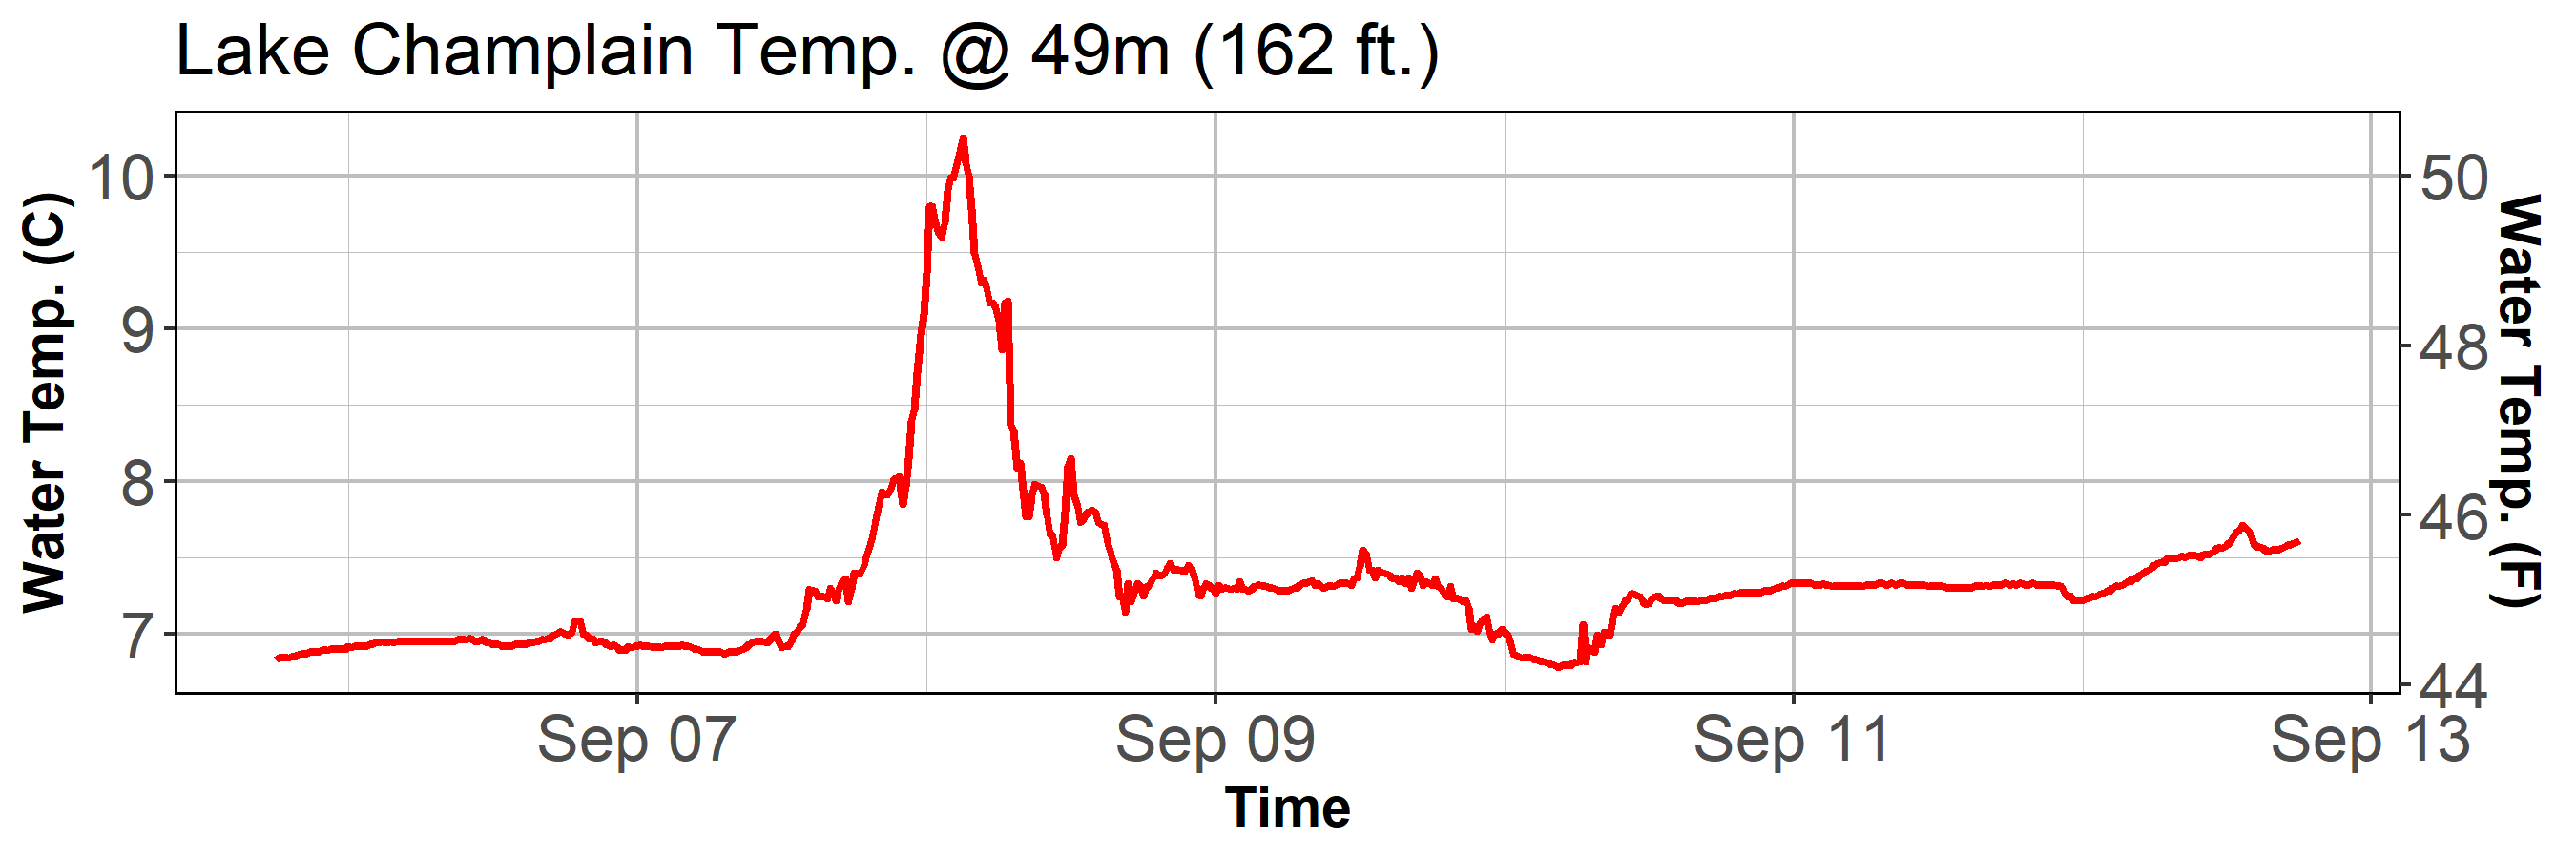 Lake Champlain Temp. @ 49m (162 ft.)
Water Temp. (C)
10
9
8
7
50
48
46
44
Water Temp. (F)
Sep 07
Sep 09
Sep 11
Sep 13
Time